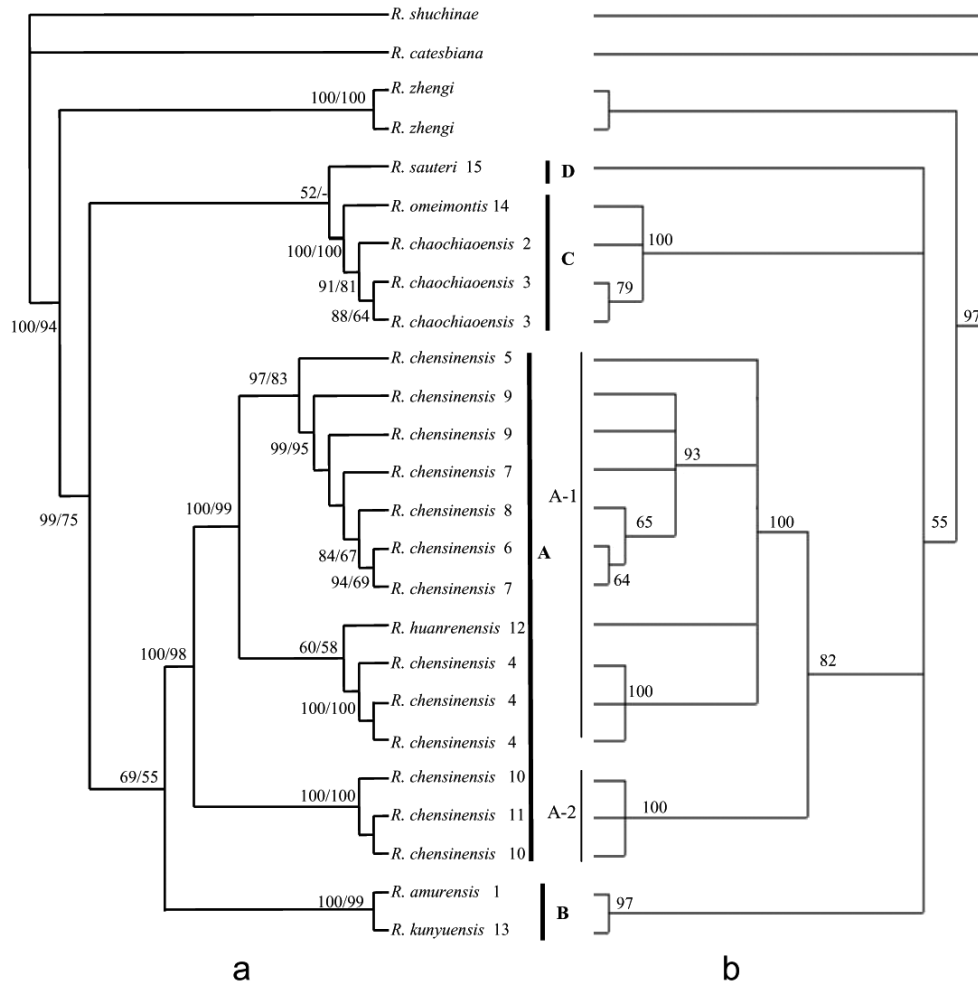 R. shuchinae
R. catesbiana
100/100
R. zhengi
R. zhengi
R. sauteri 15
D
52/-
R. omeimontis 14
100/100
R. chaochiaoensis 2
100
C
91/81
R. chaochiaoensis 3
79
88/64
R. chaochiaoensis 3
100/94
97
R. chensinensis 5
97/83
R. chensinensis 9
R. chensinensis 9
99/95
93
R. chensinensis 7
A-1
99/75
100/99
R. chensinensis 8
65
100
55
84/67
R. chensinensis 6
A
94/69
R. chensinensis 7
64
R. huanrenensis 12
60/58
100/98
R. chensinensis 4
82
100/100
R. chensinensis 4
100
R. chensinensis 4
69/55
R. chensinensis 10
100/100
R. chensinensis 11
A-2
100
R. chensinensis 10
100/99
R. amurensis 1
97
B
R. kunyuensis 13
a
b